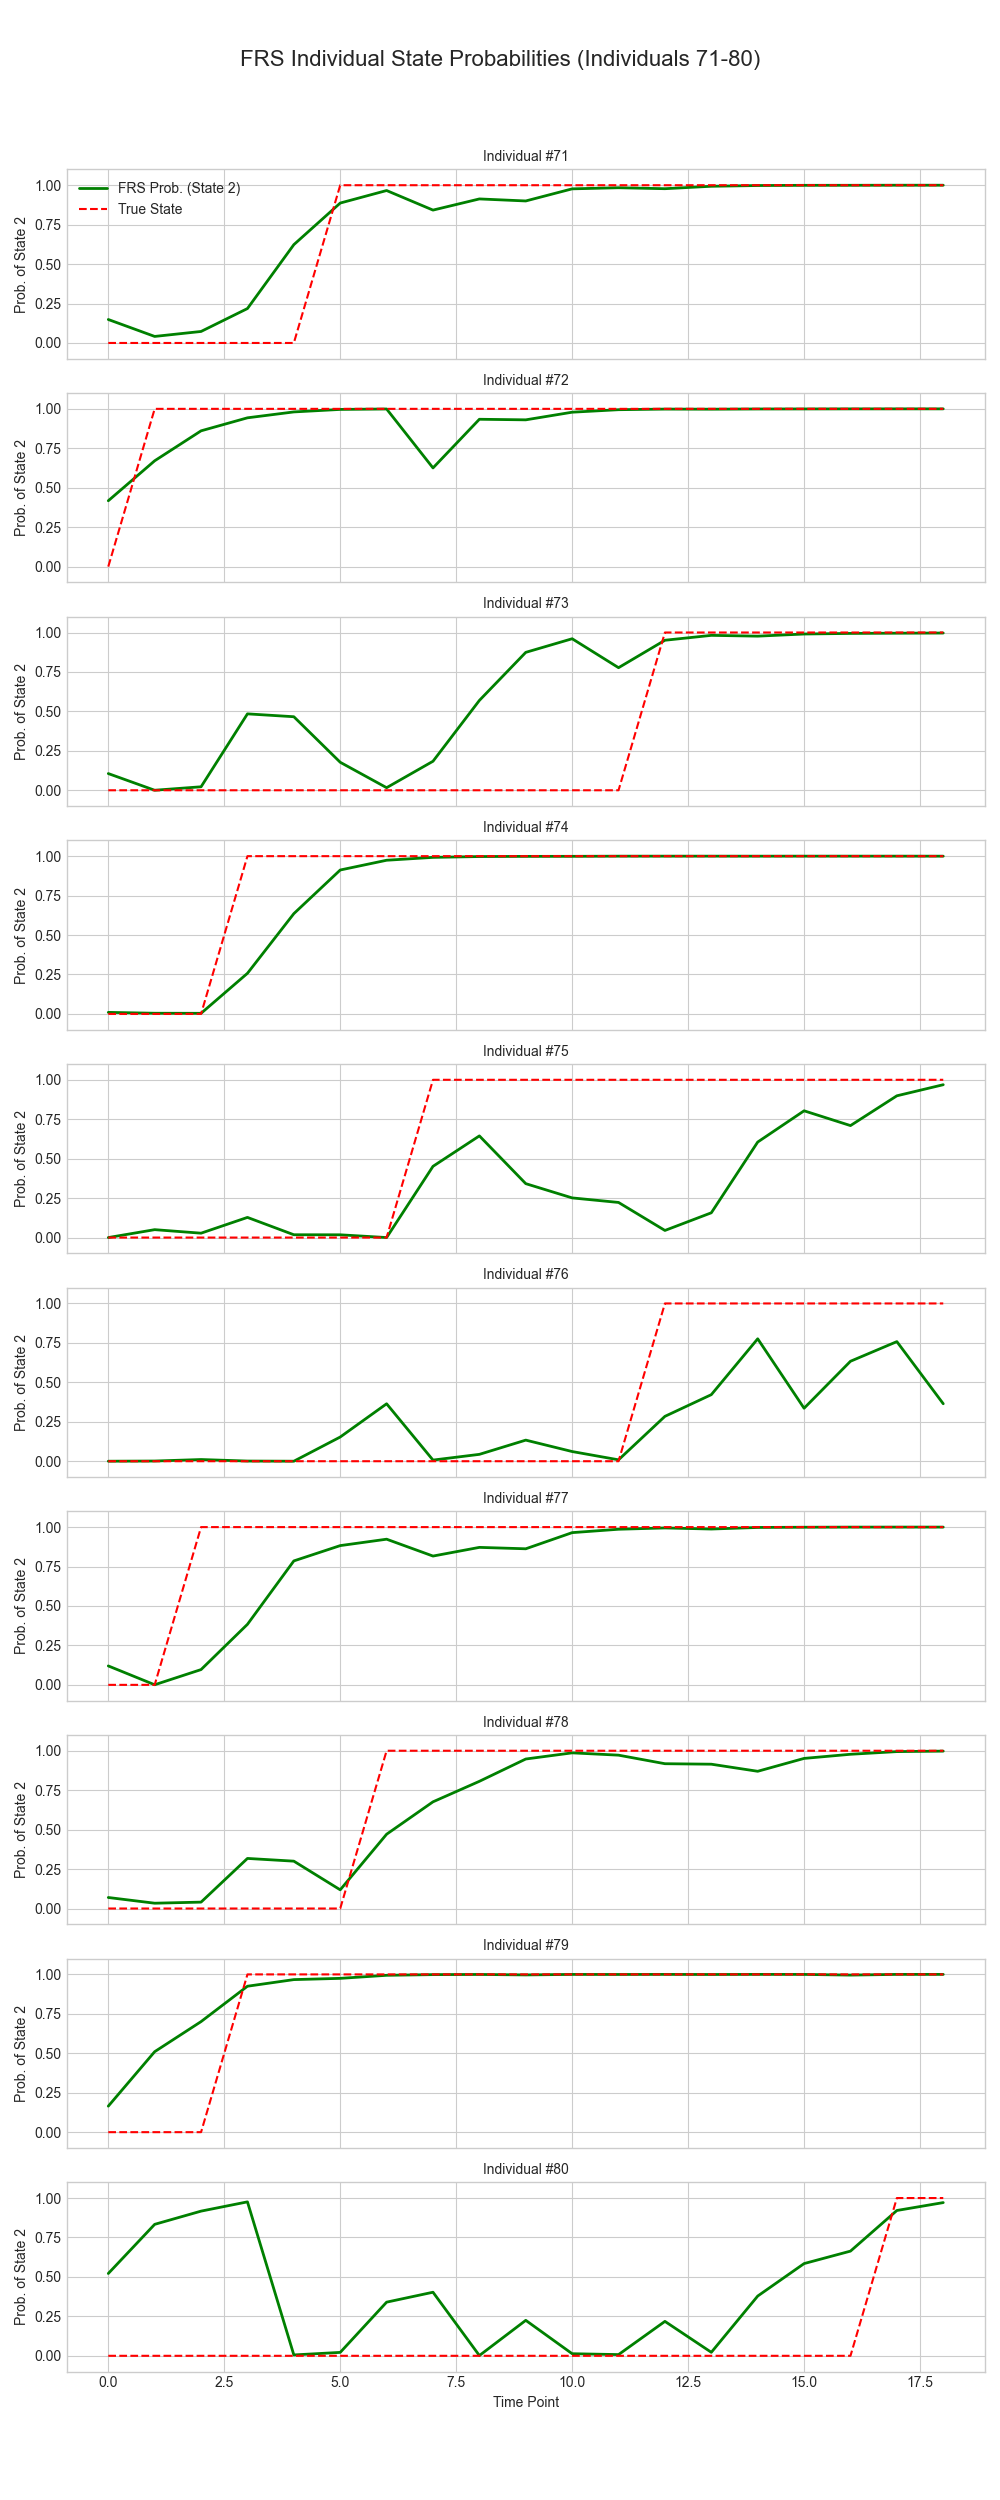 FRS Individual State Probabilities (Individuals 71-80)
Individual #71
FRS Prob. (State 2)
True State
Prob. of State 2
1.00
0.75
0.50
0.25
0.00
Individual #72
Prob. of State 2
1.00
0.75
0.50
0.25
0.00
Individual #73
Prob. of State 2
1.00
0.75
0.50
0.25
0.00
Individual #74
Prob. of State 2
1.00
0.75
0.50
0.25
0.00
Individual #75
Prob. of State 2
1.00
0.75
0.50
0.25
0.00
Individual #76
Prob. of State 2
1.00
0.75
0.50
0.25
0.00
Individual #77
Prob. of State 2
1.00
0.75
0.50
0.25
0.00
Individual #78
Prob. of State 2
1.00
0.75
0.50
0.25
0.00
Individual #79
Prob. of State 2
1.00
0.75
0.50
0.25
0.00
Individual #80
Prob. of State 2
1.00
0.75
0.50
0.25
0.00
0.0 2.5 5.0 7.5 10.0 12.5 15.0 17.5
Time Point